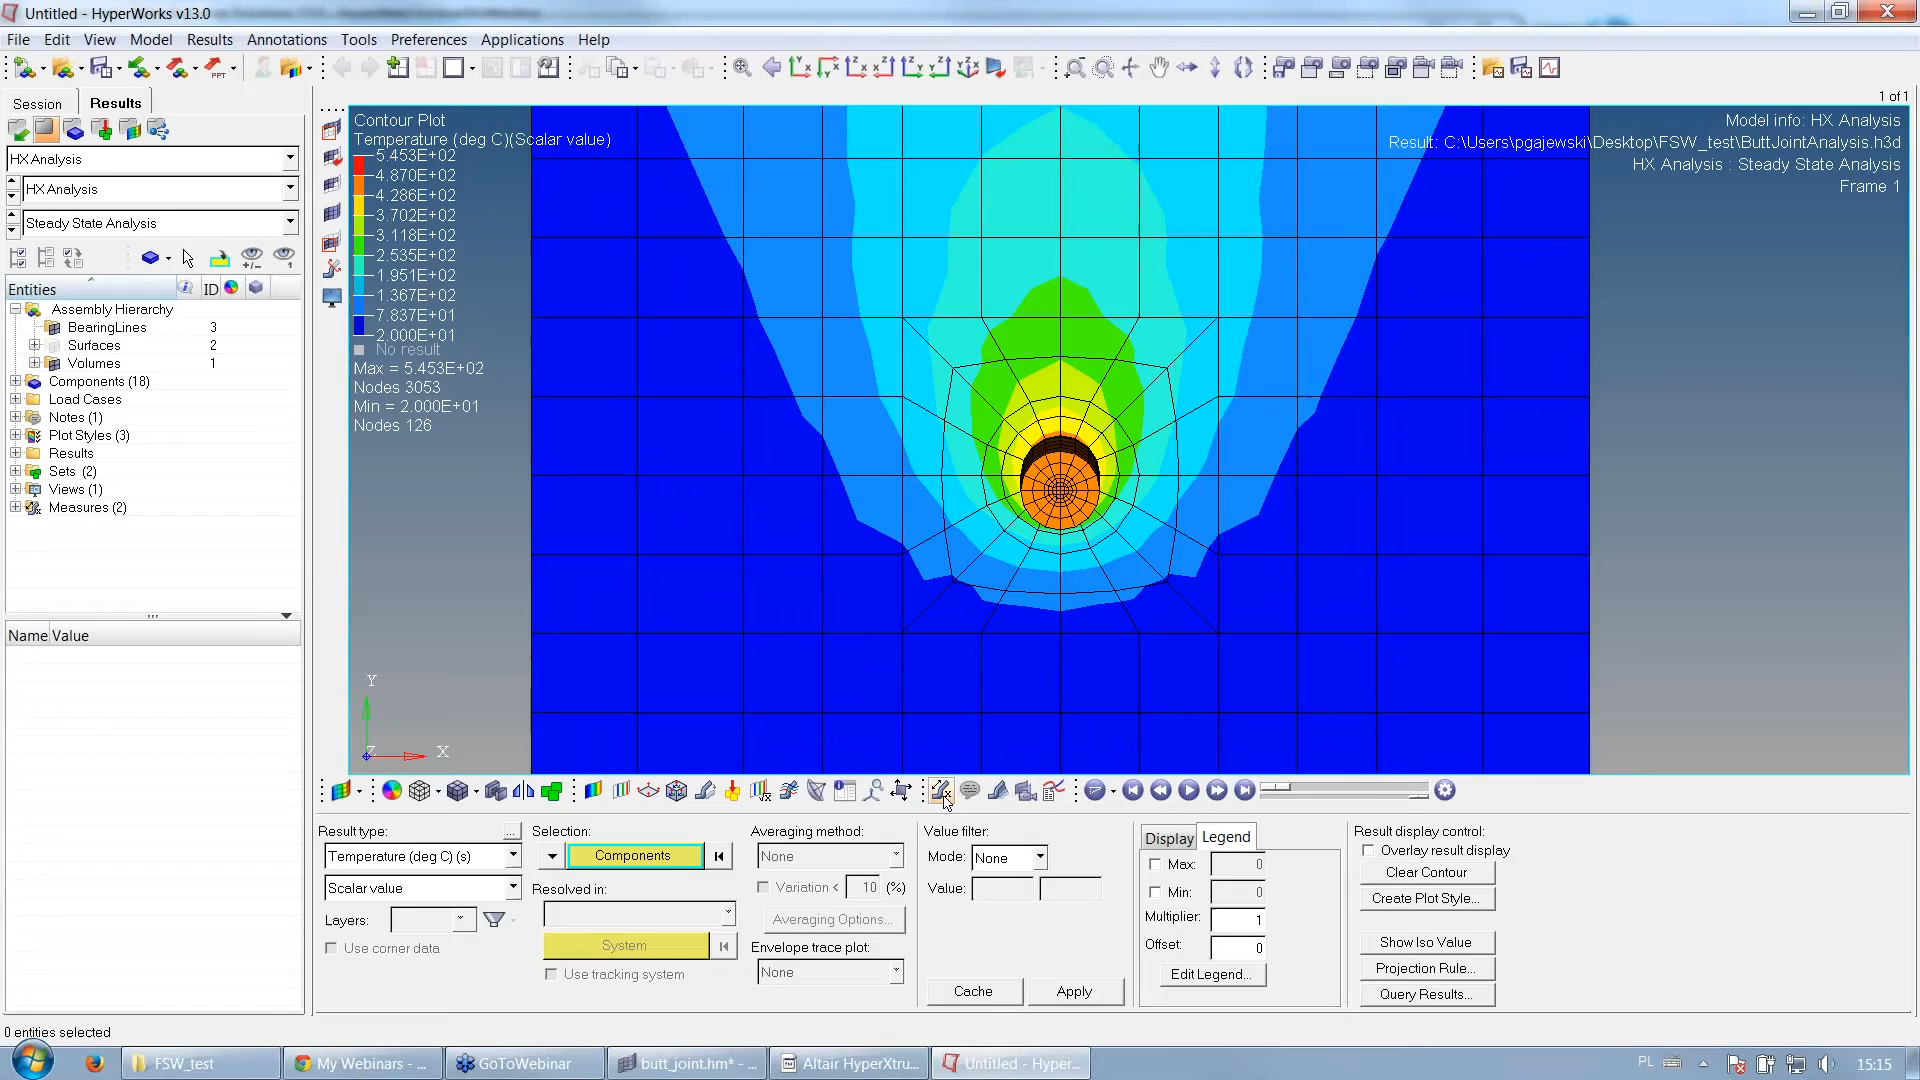 Untitled - HyperWorks v13.0
File Edit View Model Results Annotations Tools Preferences Applications Help
Session Results
1 of 1
HX Analysis
HX Analysis
Steady State Analysis
Entities ID
Assembly Hierarchy
BearingLines 3
Surfaces 2
Volumes 1
Components (18)
Load Cases
Notes (1)
Plot Styles (3)
Results
Sets (2)
Views (1)
Measures (2)
Name Value
0 entities selected
Contour Plot
Temperature (deg C)(Scalar value)
5.453E+02
4.870E+02
4.286E+02
3.702E+02
3.118E+02
2.535E+02
1.951E+02
1.367E+02
7.837E+01
2.000E+01
No result
Max = 5.453E+02
Nodes 3053
Min = 2.000E+01
Nodes 126
Model info: HX Analysis
Result: C:\Users\pgajewski\Desktop\FSW_test\ButtJointAnalysis.h3d
HX Analysis : Steady State Analysis
Frame 1
Y
Z X
Result type:
...
Temperature (deg C) (s)
Scalar value
Layers:
Use corner data
Selection:
Components
Resolved in:
System
Use tracking system
Averaging method:
None
Variation < 10 (%)
Averaging Options...
Envelope trace plot:
None
Value filter:
Mode: None
Value:
Cache Apply
Display Legend
Max: 0
Min: 0
Multiplier: 1
Offset: 0
Edit Legend...
Result display control:
Overlay result display
Clear Contour
Create Plot Style...
Show Iso Value
Projection Rule...
Query Results...
FSW_test My Webinars - ... GoToWebinar butt_joint.hm* - ... Altair HyperXtru... Untitled - Hyper... PL 15:15